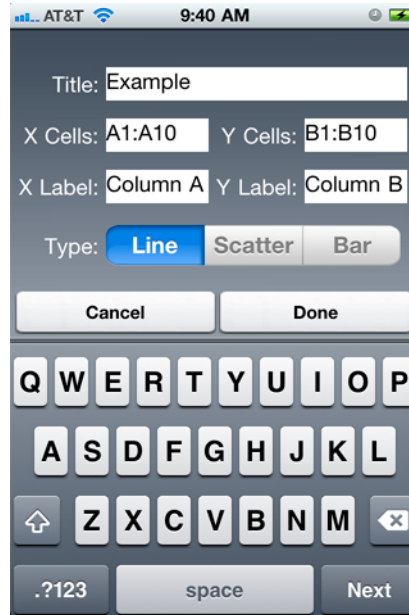 AT&T 9:40 AM
Title: Example
X Cells: A1:A10 Y Cells: B1:B10
X Label: Column A Y Label: Column B
Type: Line Scatter Bar
Cancel Done
Q W E R T Y U I O P
A S D F G H J K L
Z X C V B N M
.?123 space Next